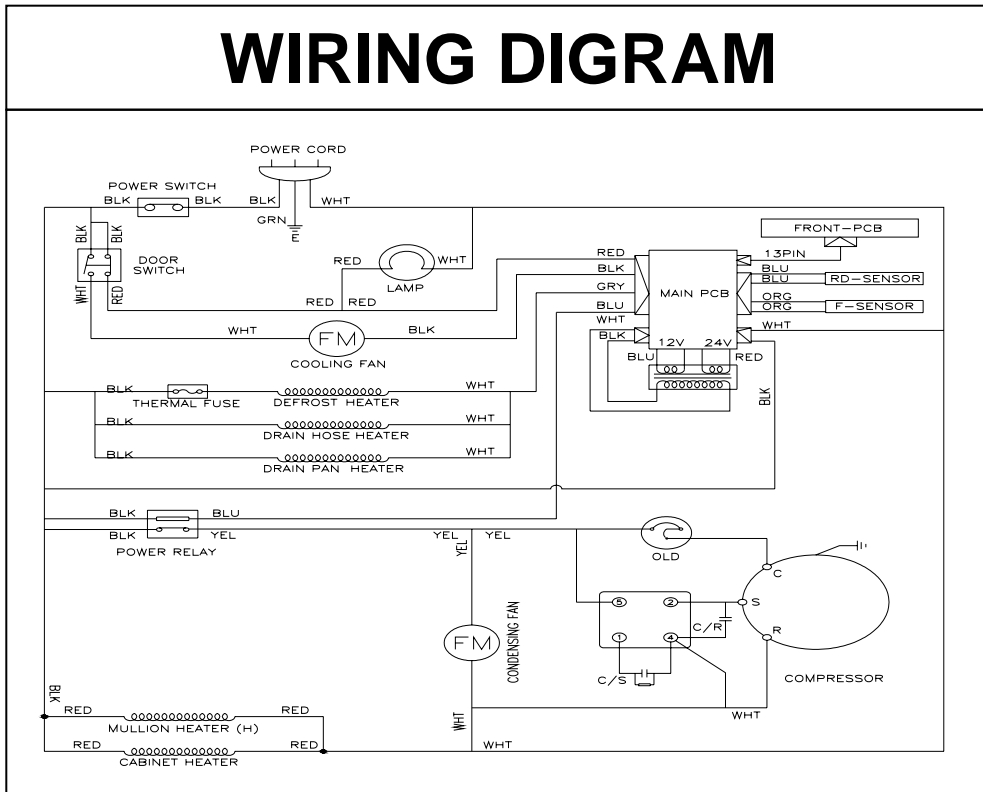 WIRING DIGRAM
POWER CORD
POWER SWITCH
BLK BLK BLK WHT
GRN
E
FRONT-PCB
BLK BLK
DOOR SWITCH
WHT RED
RED WHT
LAMP
RED RED
RED
BLK
GRY
BLU
WHT
BLK
MAIN PCB
12V 24V
13PIN
BLU
BLU
RD-SENSOR
ORG
ORG
F-SENSOR
WHT
BLU RED
BLK
WHT BLK
FM
COOLING FAN
BLK WHT
THERMAL FUSE DEFROST HEATER
BLK WHT
DRAIN HOSE HEATER
BLK WHT
DRAIN PAN HEATER
BLK BLU
BLK YEL YEL YEL
POWER RELAY
YEL
OLD
C
S
R
5 2
1 4
C/R
C/S
COMPRESSOR
FM
CONDENSING FAN
WHT
WHT
BLK
RED RED
MULLION HEATER (H)
RED RED WHT
CABINET HEATER